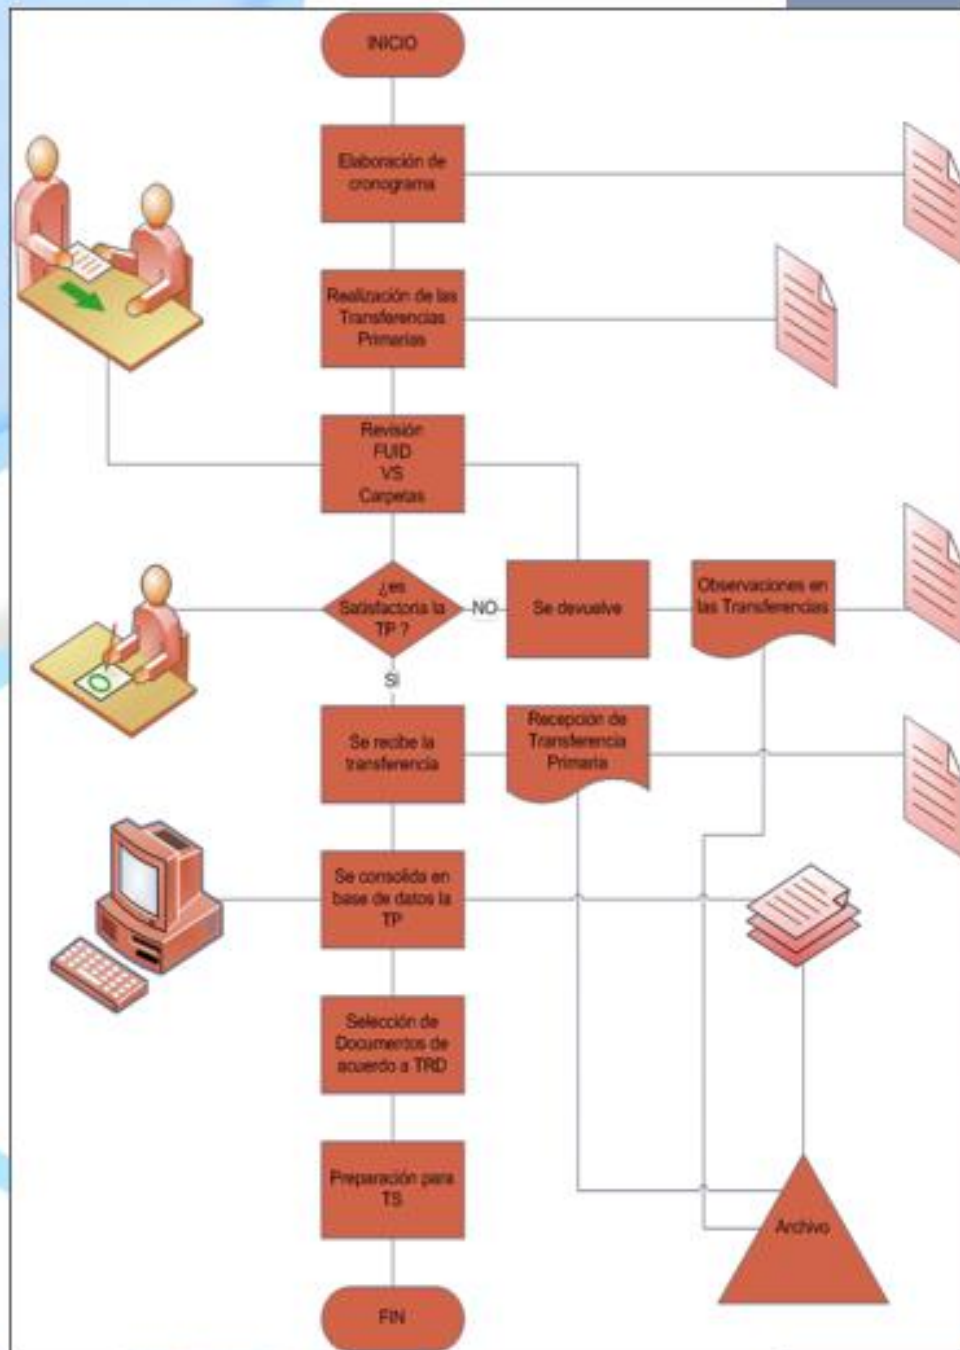 INICIO
Elaboración de
cronograma
Realización de las
Transferencias
Primarias
Revisión
FUID
VS
Carpetas
¿es
Satisfactoria la
TP ?
NO
Se devuelve
Observaciones en
las Transferencias
SI
Se recibe la
transferencia
Recepción de
Transferencia
Primaria
Se consolida en
base de datos la
TP
Selección de
Documentos de
acuerdo a TRD
Preparación para
TS
Archivo
FIN